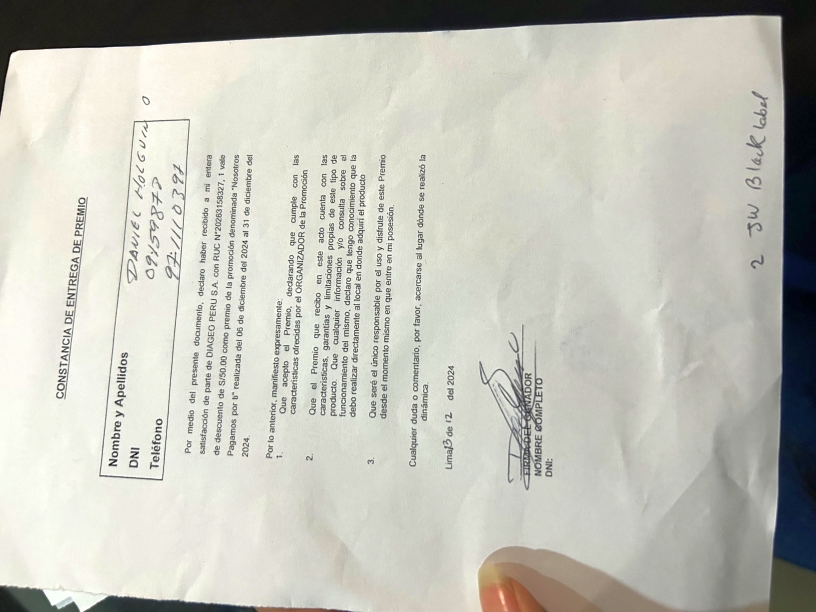 CONSTANCIA DE ENTREGA DE PREMIO
Nombre y Apellidos DANIEL HOLGUIN O
DNI 09159872
Teléfono 971110397
Por medio del presente documento, declaro haber recibido a mi entera
satisfacción de parte de DIAGEO PERU S.A. con RUC N°20263158327, 1 vale
de descuento de S/50.00 como premio de la promoción denominada "Nosotros
Pagamos por ti" realizada del 06 de diciembre del 2024 al 31 de diciembre del
2024.
Por lo anterior, manifiesto expresamente:
1. Que acepto el Premio, declarando que cumple con las
características ofrecidas por el ORGANIZADOR de la Promoción
2. Que el Premio que recibo en este acto cuenta con las
características, garantías y limitaciones propias de este tipo de
producto. Que cualquier información y/o consulta sobre el
funcionamiento del mismo, declaro que tengo conocimiento que la
debo realizar directamente al local en donde adquirí el producto
3. Que seré el único responsable por el uso y disfrute de este Premio
desde el momento mismo en que entre en mi posesión.
Cualquier duda o comentario, por favor, acercarse al lugar dónde se realizó la
dinámica
Lima, 13 de 12 del 2024
FIRMA DEL GANADOR
NOMBRE COMPLETO
DNI:
2 JW Black label